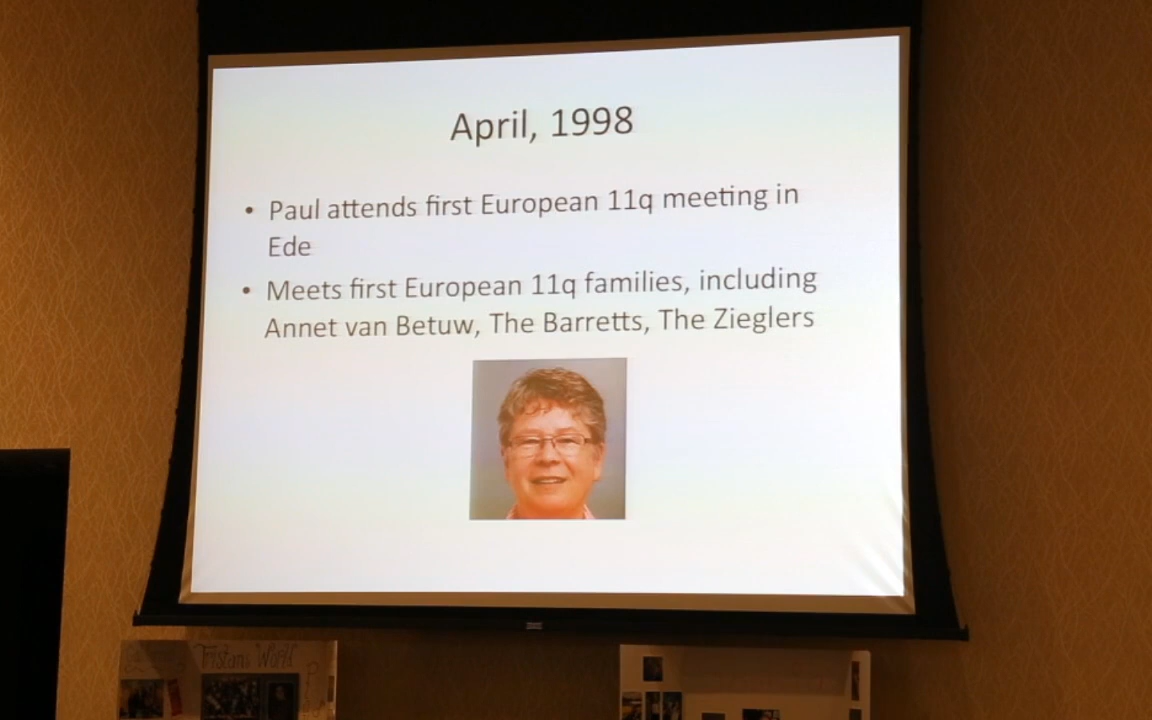 April, 1998
• Paul attends first European 11q meeting in
Ede
• Meets first European 11q families, including
Annet van Betuw, The Barretts, The Zieglers
Tristan's World